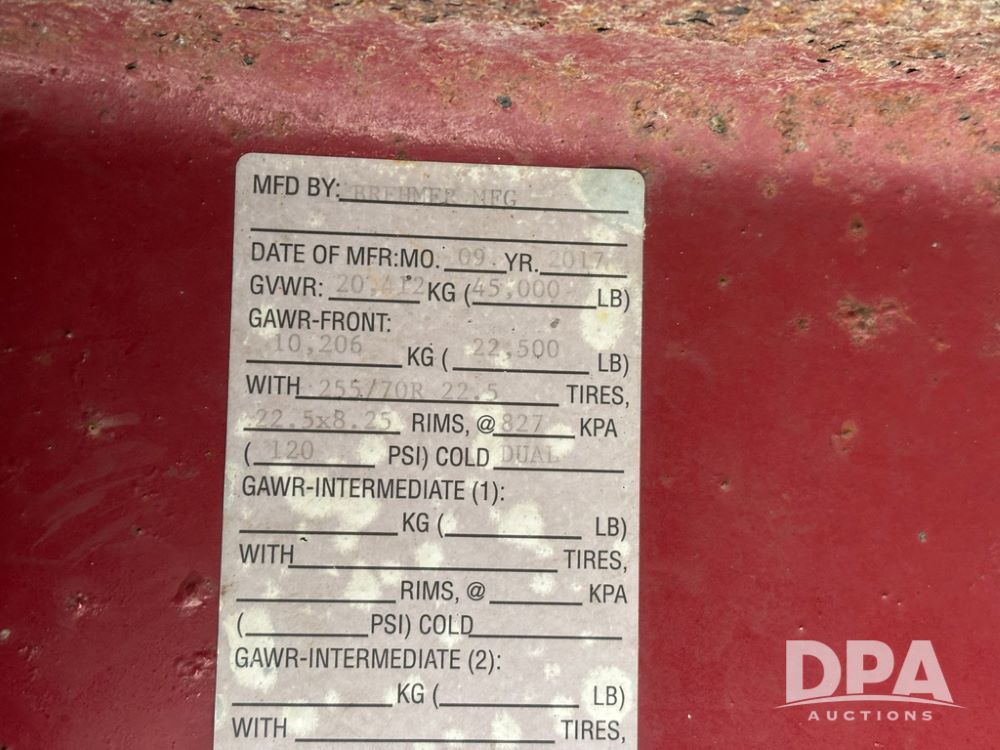 MFD BY: BREHMER MFG
DATE OF MFR:MO. 09. YR. 2017
GVWR: 20,412 KG (45,000 LB)
GAWR-FRONT:
10,206 KG (22,500 LB)
WITH 255/70R 22.5 TIRES,
22.5x8.25 RIMS, @ 827 KPA
(120 PSI) COLD DUAL
GAWR-INTERMEDIATE (1):
KG ( LB)
WITH TIRES,
RIMS, @ KPA
( PSI) COLD
GAWR-INTERMEDIATE (2):
KG ( LB)
WITH TIRES,
DPA
AUCTIONS